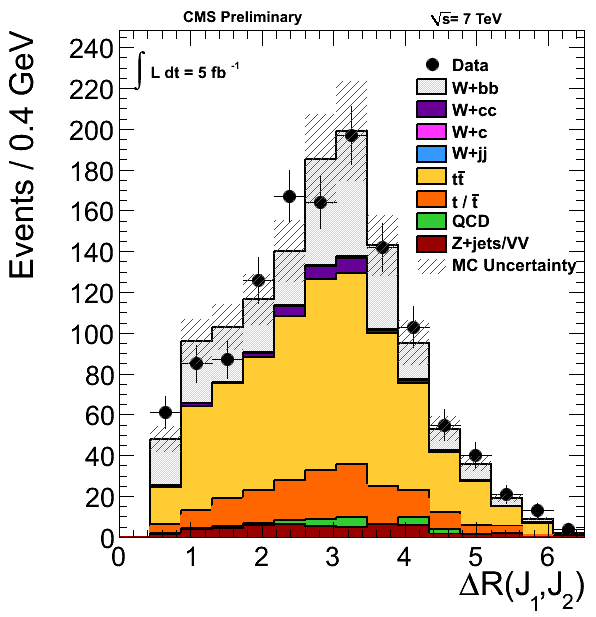 CMS Preliminary
√s= 7 TeV
∫ L dt = 5 fb⁻¹
Events / 0.4 GeV
240
220
200
180
160
140
120
100
80
60
40
20
0
Data
W+bb
W+cc
W+c
W+jj
tt̄
t / t̄
QCD
Z+jets/VV
MC Uncertainty
0 1 2 3 4 5 6
ΔR(J₁,J₂)